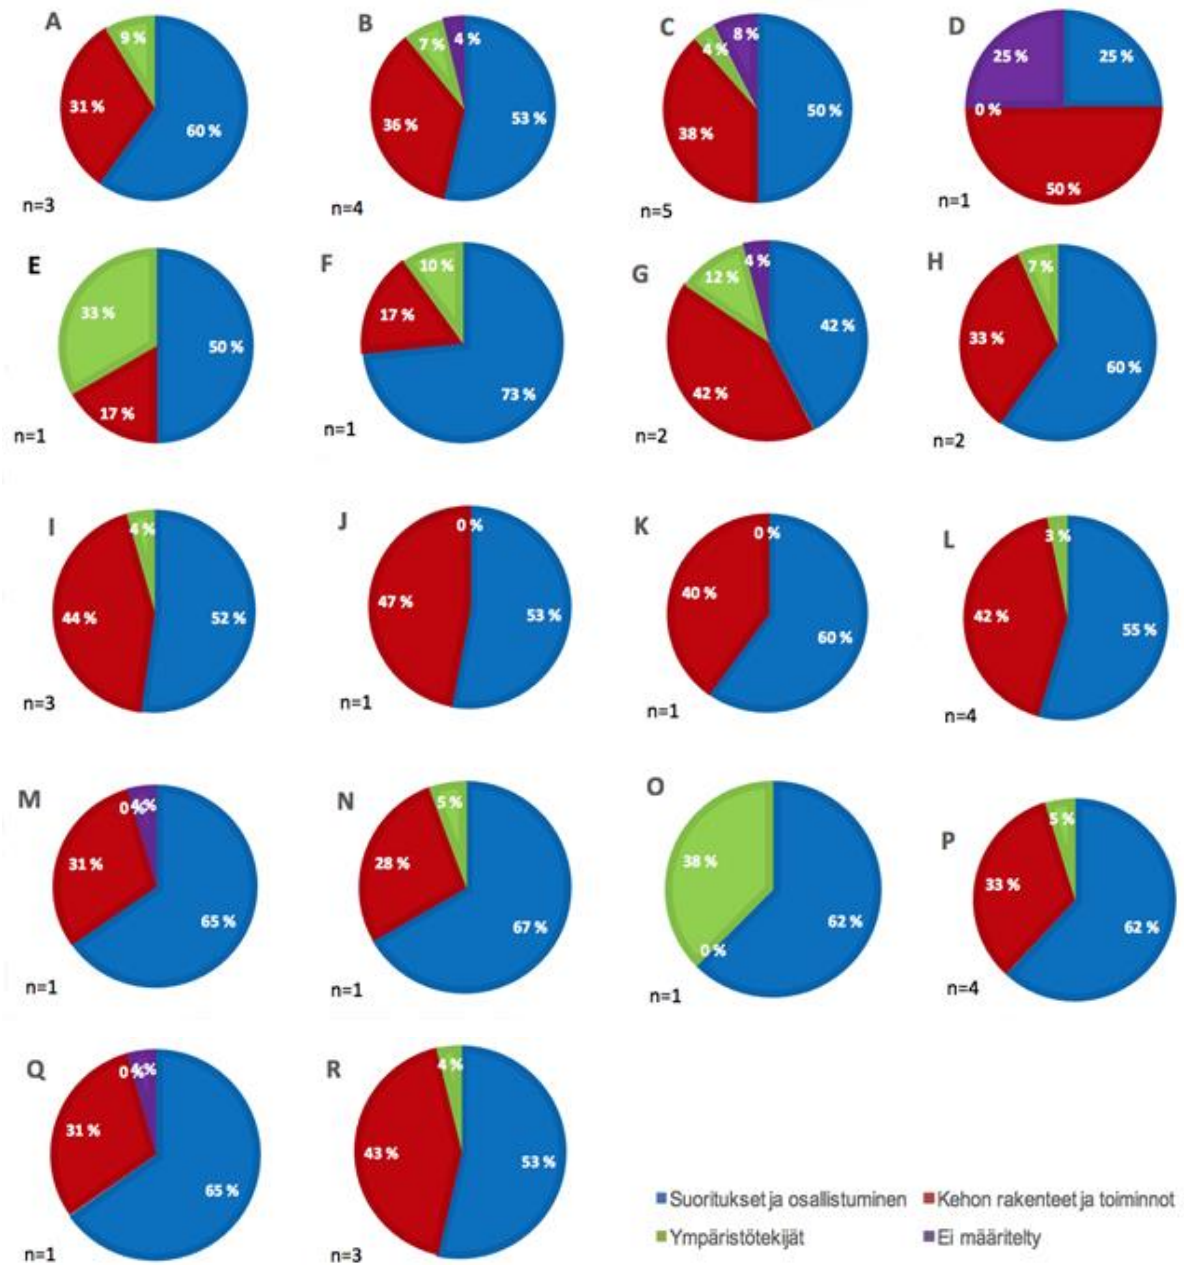 A
9 %
31 %
60 %
n=3
B
7 %
4 %
36 %
53 %
n=4
C
8 %
4 %
38 %
50 %
n=5
D
25 %
25 %
0 %
50 %
n=1
E
33 %
50 %
17 %
n=1
F
10 %
17 %
73 %
n=1
G
4 %
12 %
42 %
42 %
n=2
H
7 %
33 %
60 %
n=2
I
4 %
44 %
52 %
n=3
J
0 %
47 %
53 %
n=1
K
0 %
40 %
60 %
n=1
L
3 %
42 %
55 %
n=4
M
0 %
4 %
31 %
65 %
n=1
N
5 %
28 %
67 %
n=1
O
38 %
62 %
0 %
n=1
P
5 %
33 %
62 %
n=4
Q
0 %
4 %
31 %
65 %
n=1
R
4 %
43 %
53 %
n=3
Suoritukset ja osallistuminen
Kehon rakenteet ja toiminnot
Ympäristötekijät
Ei määritelty